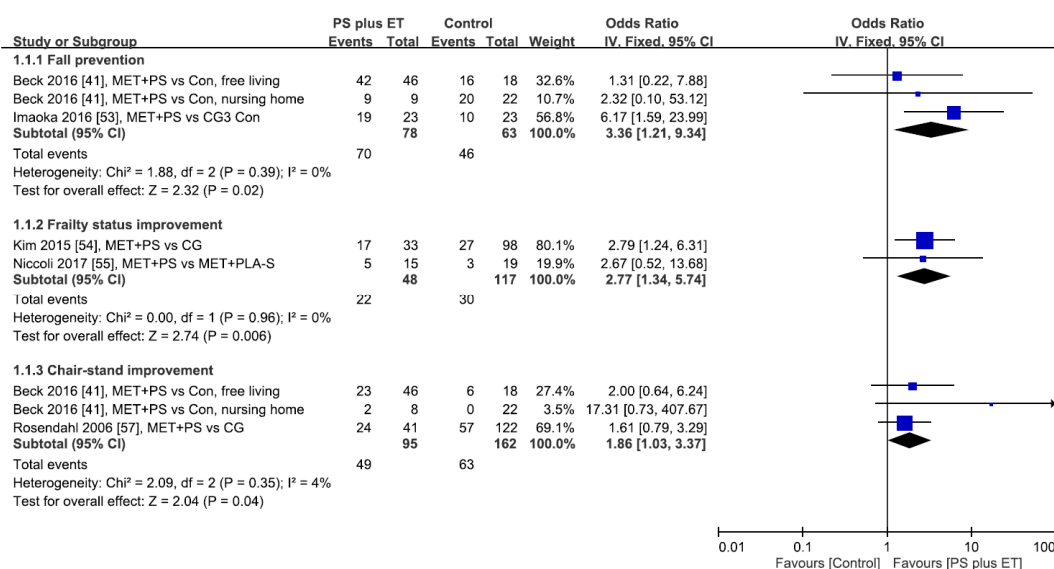 PS plus ET Control Odds Ratio Odds Ratio
Study or Subgroup Events Total Events Total Weight IV, Fixed, 95% CI IV, Fixed, 95% CI
1.1.1 Fall prevention
Beck 2016 [41], MET+PS vs Con, free living 42 46 16 18 32.6% 1.31 [0.22, 7.88]
Beck 2016 [41], MET+PS vs Con, nursing home 9 9 20 22 10.7% 2.32 [0.10, 53.12]
Imaoka 2016 [53], MET+PS vs CG3 Con 19 23 10 23 56.8% 6.17 [1.59, 23.99]
Subtotal (95% CI) 78 63 100.0% 3.36 [1.21, 9.34]
Total events 70 46
Heterogeneity: Chi² = 1.88, df = 2 (P = 0.39); I² = 0%
Test for overall effect: Z = 2.32 (P = 0.02)
1.1.2 Frailty status improvement
Kim 2015 [54], MET+PS vs CG 17 33 27 98 80.1% 2.79 [1.24, 6.31]
Niccoli 2017 [55], MET+PS vs MET+PLA-S 5 15 3 19 19.9% 2.67 [0.52, 13.68]
Subtotal (95% CI) 48 117 100.0% 2.77 [1.34, 5.74]
Total events 22 30
Heterogeneity: Chi² = 0.00, df = 1 (P = 0.96); I² = 0%
Test for overall effect: Z = 2.74 (P = 0.006)
1.1.3 Chair-stand improvement
Beck 2016 [41], MET+PS vs Con, free living 23 46 6 18 27.4% 2.00 [0.64, 6.24]
Beck 2016 [41], MET+PS vs Con, nursing home 2 8 0 22 3.5% 17.31 [0.73, 407.67]
Rosendahl 2006 [57], MET+PS vs CG 24 41 57 122 69.1% 1.61 [0.79, 3.29]
Subtotal (95% CI) 95 162 100.0% 1.86 [1.03, 3.37]
Total events 49 63
Heterogeneity: Chi² = 2.09, df = 2 (P = 0.35); I² = 4%
Test for overall effect: Z = 2.04 (P = 0.04)
0.01 0.1 1 10 100
Favours [Control] Favours [PS plus ET]